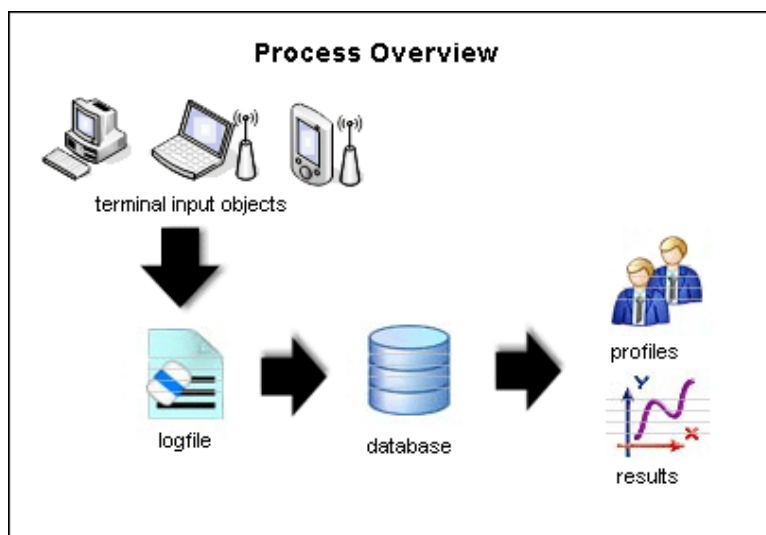 Process Overview
terminal input objects
profiles
logfile
database
Y
X
results